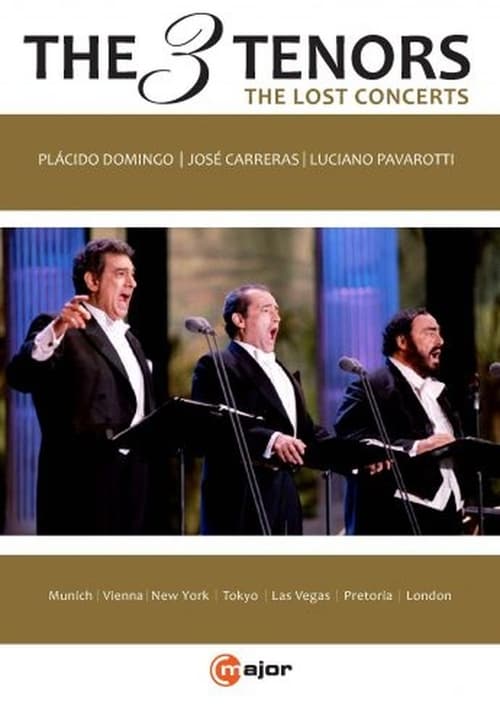 THE 3 TENORS
THE LOST CONCERTS
PLÁCIDO DOMINGO | JOSÉ CARRERAS | LUCIANO PAVAROTTI
Munich | Vienna | New York | Tokyo | Las Vegas | Pretoria | London
major